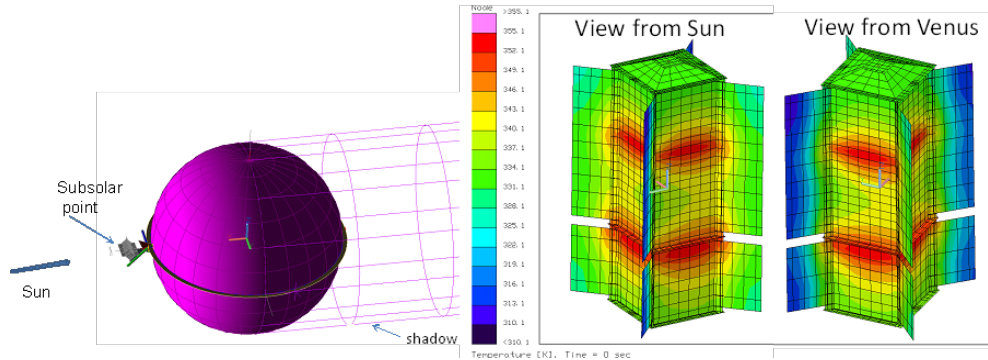 Subsolar
point
Sun
shadow
Node
>355. 1
355. 1
352. 1
349. 1
346. 1
343. 1
340. 1
337. 1
334. 1
331. 1
328. 1
325. 1
322. 1
319. 1
316. 1
313. 1
310. 1
<310. 1
View from Sun
View from Venus
Temperature [K], Time = 0 sec